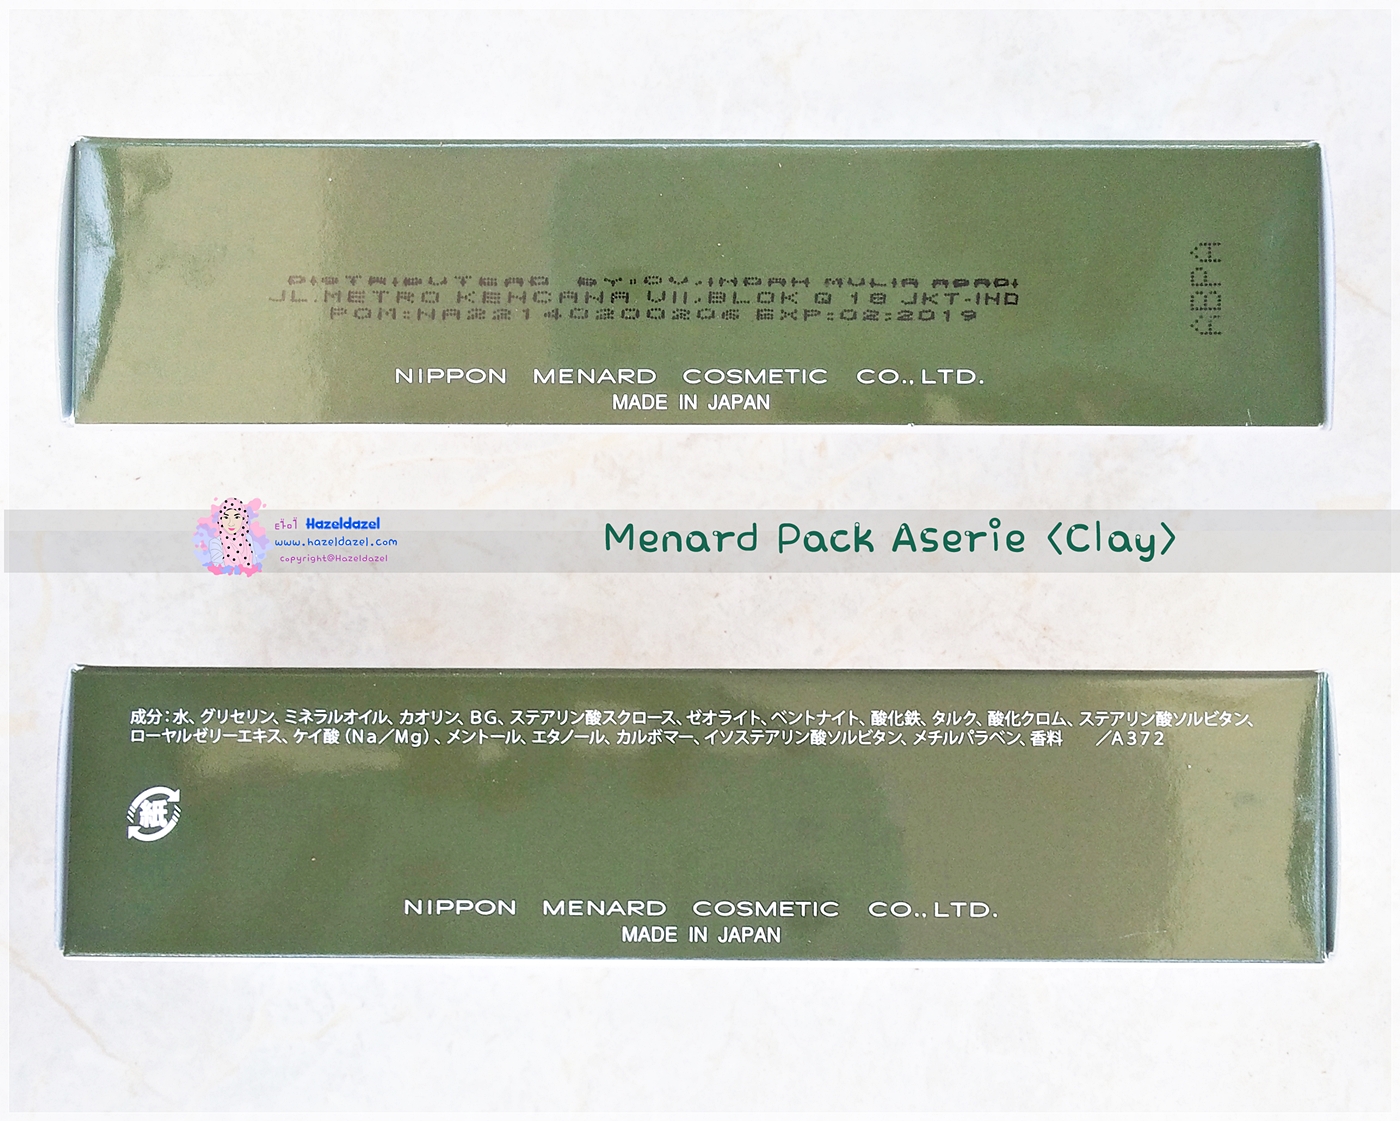 DISTRIBUTEAD BY:CV.INDAH MULIA ABADI
JL.METRO KENCANA VII.BLOK Q 18 JKT-IND
POM:NA22140200206 EXP:02:2019
ABPA
NIPPON MENARD COSMETIC CO.,LTD.
MADE IN JAPAN
Hazeldazel
www.hazeldazel.com
copyright@Hazeldazel
Menard Pack Aserie <Clay>
成分:水、グリセリン、ミネラルオイル、カオリン、BG、ステアリン酸スクロース、ゼオライト、ベントナイト、酸化鉄、タルク、酸化クロム、ステアリン酸ソルビタン、
ローヤルゼリーエキス、ケイ酸(Na/Mg)、メントール、エタノール、カルボマー、イソステアリン酸ソルビタン、メチルパラベン、香料 /A372
紙
NIPPON MENARD COSMETIC CO.,LTD.
MADE IN JAPAN